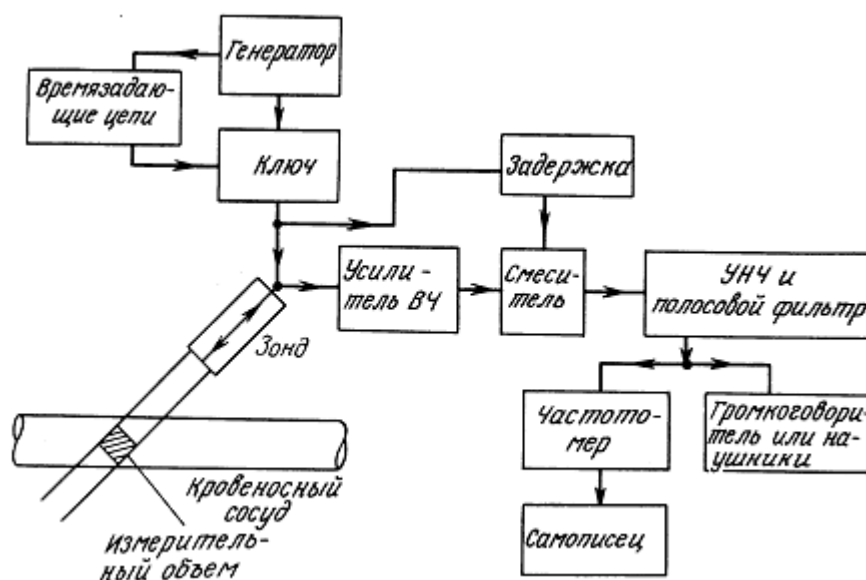 Генератор
Времязадаю-
щие цепи
Ключ
Задержка
Усили-
тель ВЧ
Смеси-
тель
УНЧ и
полосовой фильтр
Зонд
Частото-
мер
Громкоговори-
тель или на-
ушники
Кровеносный
сосуд
Измеритель-
ный объем
Самописец